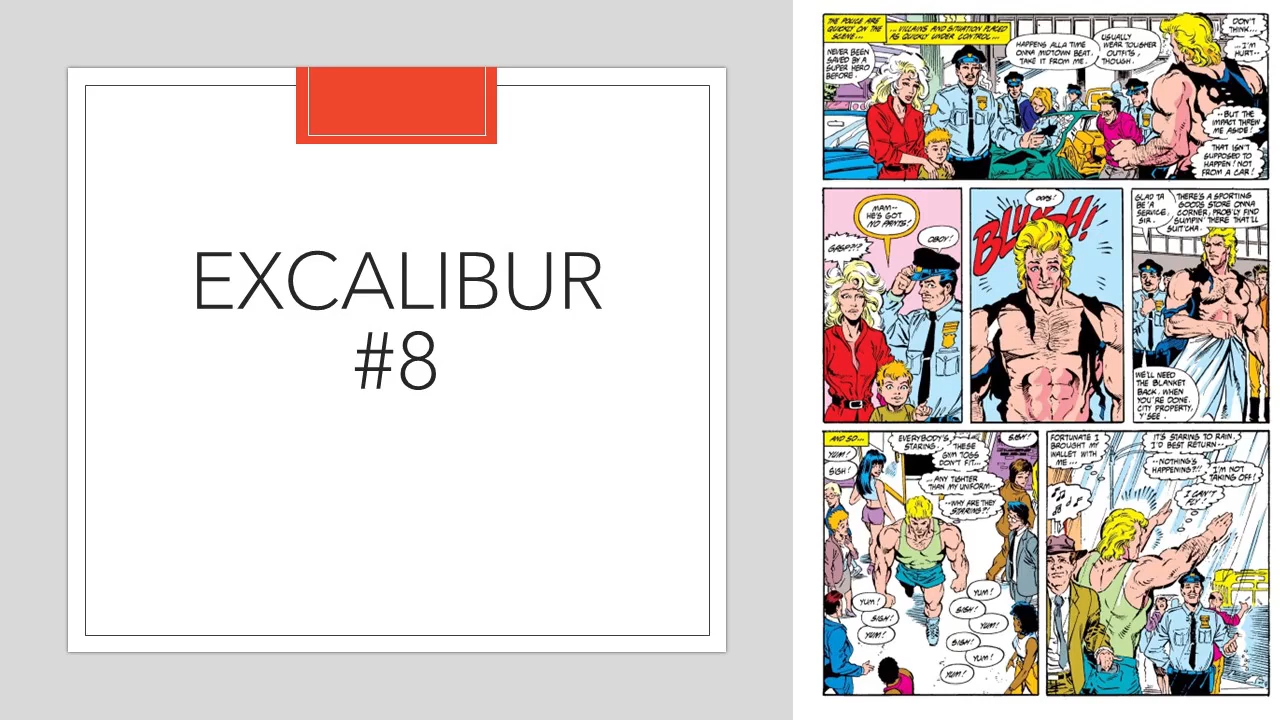 EXCALIBUR
#8
THE POLICE ARE
QUICKLY ON THE
SCENE...
...VILLAINS AND SITUATION PLACED
AS QUICKLY UNDER CONTROL...
NEVER BEEN
SAVED BY A
SUPER HERO
BEFORE.
HAPPENS ALLA TIME
ONNA MIDTOWN BEAT.
TAKE IT FROM ME.
USUALLY
WEAR TOUGHER
OUTFITS,
THOUGH.
DON'T
THINK...
...I'M
HURT--
--BUT THE
IMPACT THREW
ME ASIDE!
THAT ISN'T
SUPPOSED TO
HAPPEN! NOT
FROM A CAR!
MAM--
HE'S GOT
NO PANTS!
GASP?!?
OBOY!
OOPS!
BLUSH!
GLAD TA
BE 'A
SERVICE,
SIR.
THERE'S A SPORTING
GOODS STORE ONNA
CORNER, PROB'LY FIND
SUMPIN' THERE THAT'LL
SUIT'CHA.
WE'LL NEED
THE BLANKET
BACK, WHEN
YOU'RE DONE.
CITY PROPERTY,
Y'SEE.
AND SO...
YUM!
SIGH!
EVERYBODY'S
STARING.
THESE
GYM TOGS
DON'T FIT...
SIGH!
...ANY TIGHTER
THAN MY UNIFORM--
--WHY ARE THEY
STARING?!
YUM!
SIGH!
YUM!
YUM!
SIGH!
YUM!
SIGH!
YUM!
YUM!
FORTUNATE I
BROUGHT MY
WALLET WITH
ME...
IT'S STARING TO RAIN,
I'D BEST RETURN--
--NOTHING'S
HAPPENING?!!
I'M NOT
TAKING OFF!
I CAN'T
FLY!